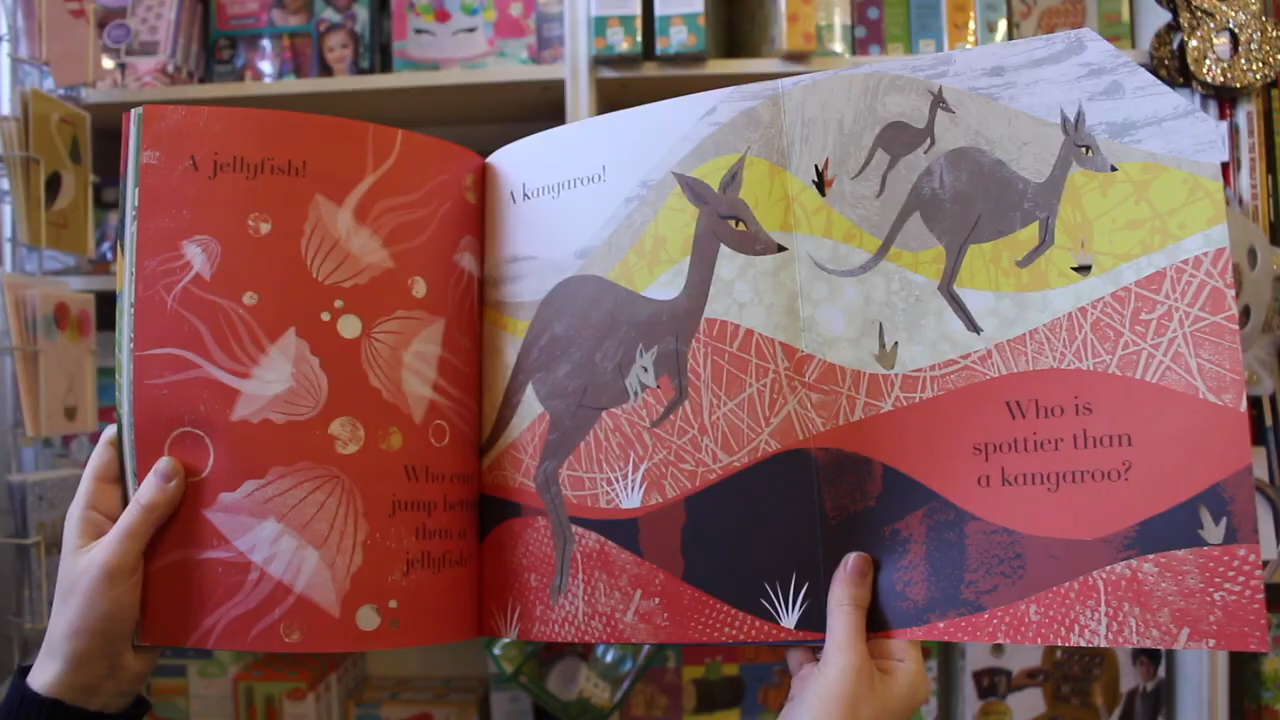 A jellyfish!
Who can
jump better
than a
jellyfish?
A kangaroo!
Who is
spottier than
a kangaroo?